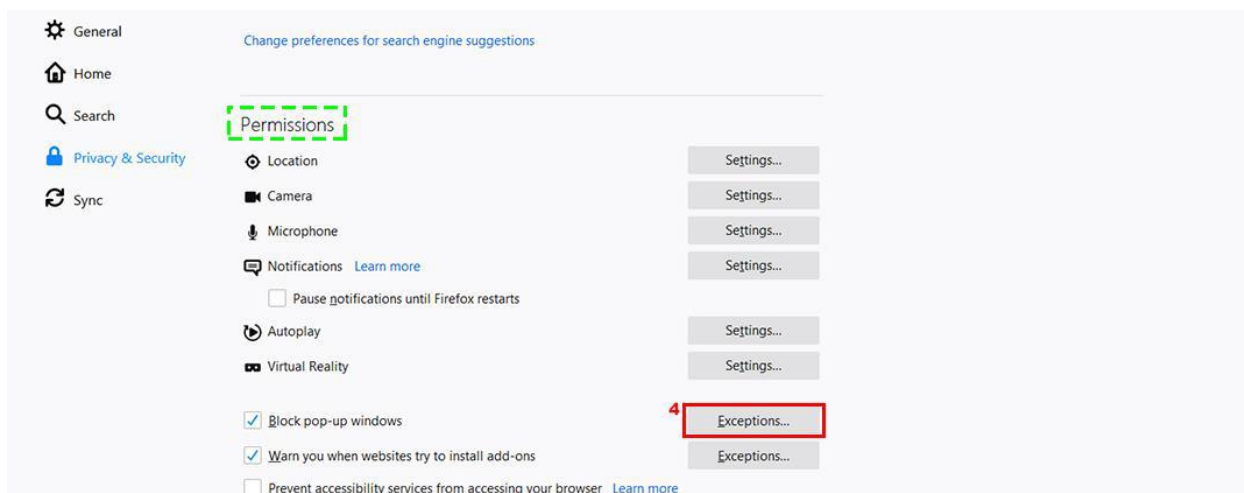 General
Home
Search
Privacy & Security
Sync
Change preferences for search engine suggestions
Permissions
Location Settings...
Camera Settings...
Microphone Settings...
Notifications Learn more Settings...
Pause notifications until Firefox restarts
Autoplay Settings...
Virtual Reality Settings...
Block pop-up windows 4 Exceptions...
Warn you when websites try to install add-ons Exceptions...
Prevent accessibility services from accessing your browser Learn more